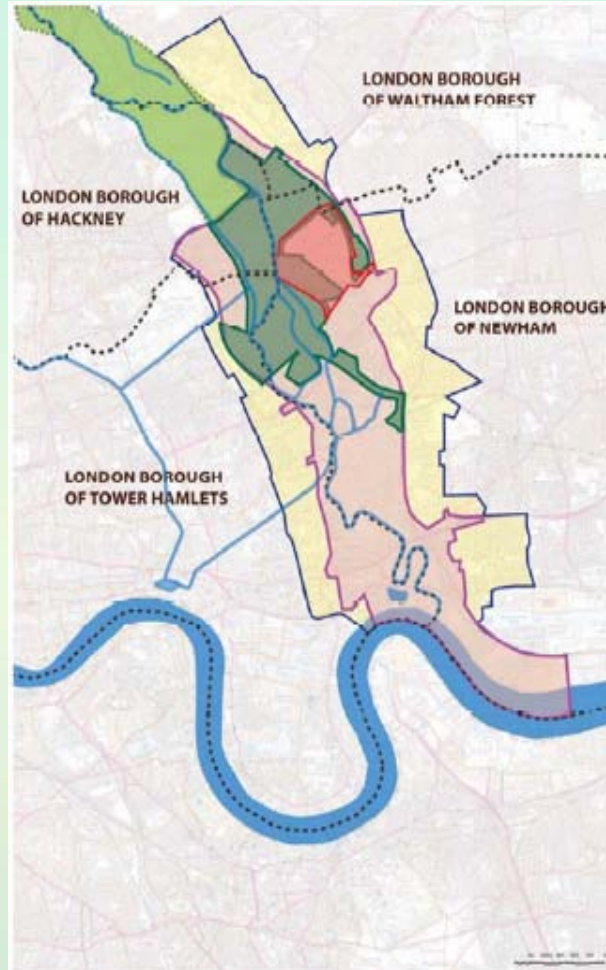 LONDON BOROUGH
OF WALTHAM FOREST
LONDON BOROUGH
OF HACKNEY
LONDON BOROUGH
OF NEWHAM
LONDON BOROUGH
OF TOWER HAMLETS